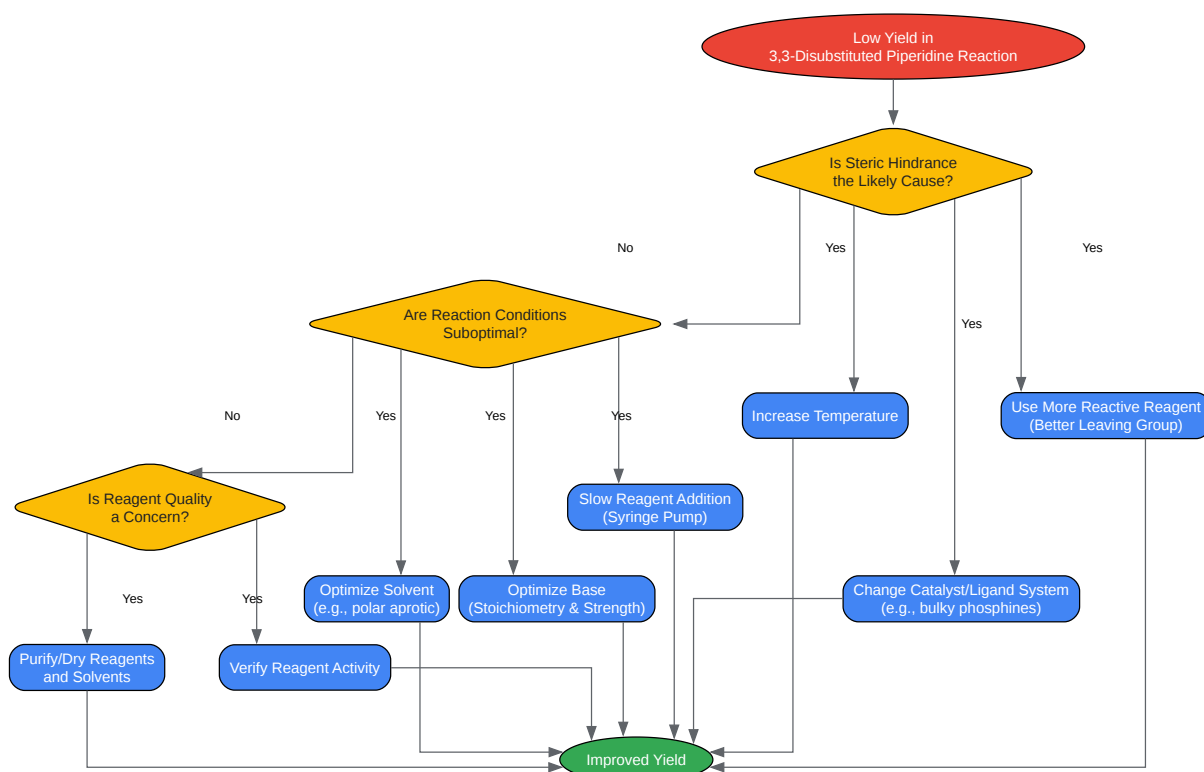 Low Yield in
3,3-Disubstituted Piperidine Reaction
Is Steric Hindrance
the Likely Cause?
No
Yes
Yes
Are Reaction Conditions
Suboptimal?
Yes
No
Yes
Yes
Yes
Increase Temperature
Use More Reactive Reagent
(Better Leaving Group)
Is Reagent Quality
a Concern?
Slow Reagent Addition
(Syringe Pump)
Yes
Yes
Optimize Solvent
(e.g., polar aprotic)
Optimize Base
(Stoichiometry & Strength)
Change Catalyst/Ligand System
(e.g., bulky phosphines)
Purify/Dry Reagents
and Solvents
Verify Reagent Activity
Improved Yield